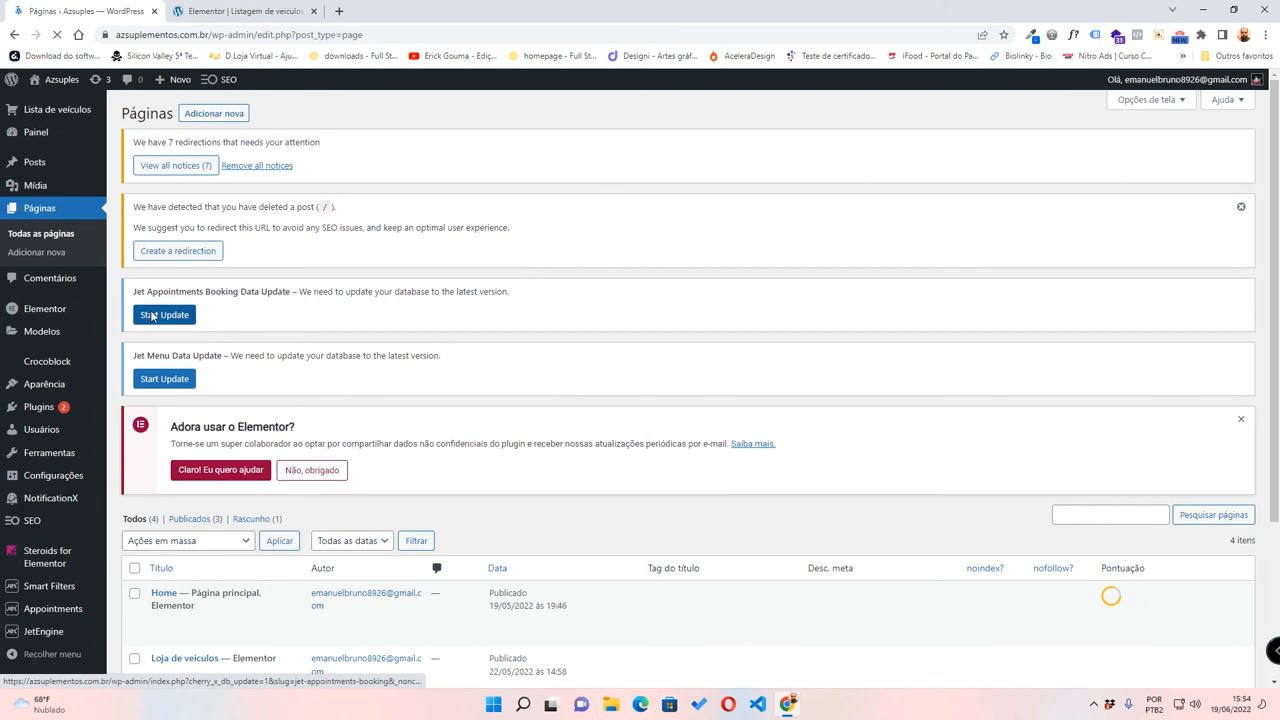 Páginas ‹ Azsuples — WordPress
Elementor | Listagem de veículos
azsuplementos.com.br/wp-admin/edit.php?post_type=page
Download do softw...
Silicon Valley 5ª Te...
D Loja Virtual - Aju...
downloads - Full St...
Erick Gouma - Full...
homepage - Full St...
Designi - Artes gráf...
AceleraDesign
Teste de certificado...
iFood - Portal do Pa...
Biolinky - Bio
Nitro Ads | Curso C...
Outros favoritos
Azsuples
3
0
Novo
SEO
Olá, emanuelbruno8926@gmail.com
Lista de veículos
Painel
Posts
Mídia
Páginas
Todas as páginas
Adicionar nova
Comentários
Elementor
Modelos
Crocoblock
Aparência
Plugins 2
Usuários
Ferramentas
Configurações
NotificationX
SEO
Steroids for
Elementor
Smart Filters
Appointments
JetEngine
Recolher menu
Opções de tela
Ajuda
Páginas
Adicionar nova
We have 7 redirections that needs your attention
View all notices (7)
Remove all notices
We have detected that you have deleted a post ( / ).
We suggest you to redirect this URL to avoid any SEO issues, and keep an optimal user experience.
Create a redirection
Jet Appointments Booking Data Update – We need to update your database to the latest version.
Start Update
Jet Menu Data Update – We need to update your database to the latest version.
Start Update
Adora usar o Elementor?
Torne-se um super colaborador ao optar por compartilhar dados não confidenciais do plugin e receber nossas atualizações periódicas por e-mail. Saiba mais.
Claro! Eu quero ajudar
Não, obrigado
Todos (4) | Publicados (3) | Rascunho (1)
Pesquisar páginas
Ações em massa
Aplicar
Todas as datas
Filtrar
4 itens
Título
Autor
Data
Tag do título
Desc. meta
noindex?
nofollow?
Pontuação
Home — Página principal,
Elementor
emanuelbruno8926@gmail.c
om
—
Publicado
19/05/2022 às 19:46
Loja de veiculos — Elementor
emanuelbruno8926@gmail.c
om
—
Publicado
22/05/2022 às 14:58
https://azsuplementos.com.br/wp-admin/index.php?cherry_x_db_update=1&slug=jet-appointments-booking&_nonc...
68°F
Nublado
POR
PTB2
15:54
19/06/2022